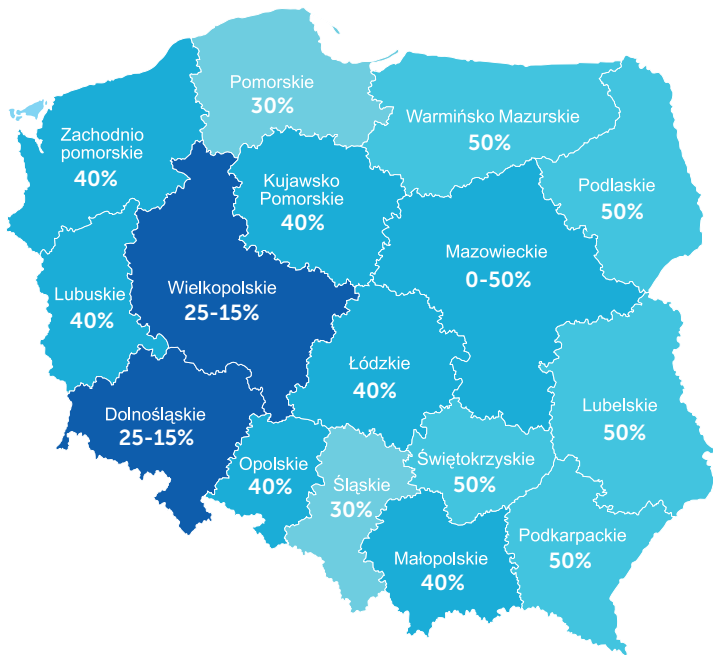 Pomorskie
30%
Warmińsko Mazurskie
50%
Zachodnio
pomorskie
40%
Kujawsko
Pomorskie
40%
Podlaskie
50%
Mazowieckie
0-50%
Wielkopolskie
25-15%
Lubuskie
40%
Łódzkie
40%
Lubelskie
50%
Dolnośląskie
25-15%
Opolskie
40%
Śląskie
30%
Świętokrzyskie
50%
Podkarpackie
50%
Małopolskie
40%